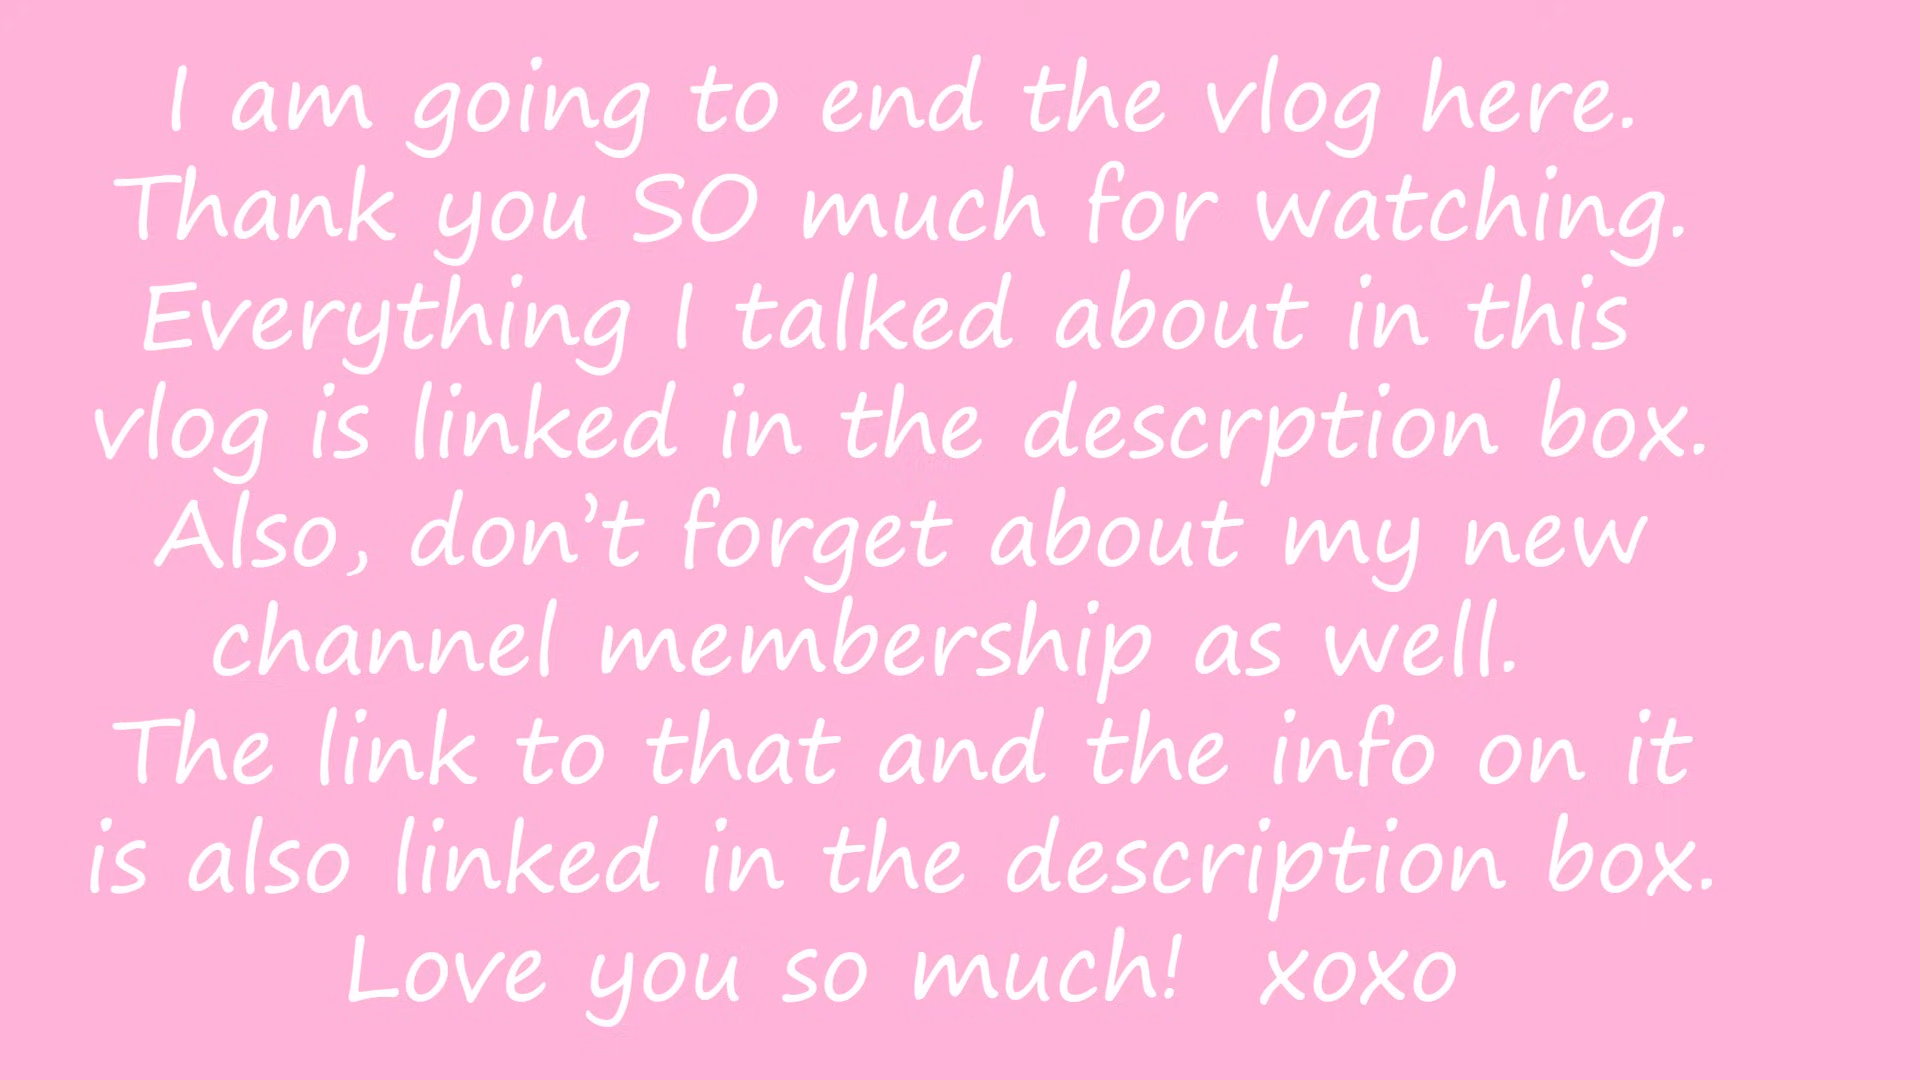 I am going to end the vlog here.
Thank you SO much for watching.
Everything I talked about in this
vlog is linked in the descrption box.
Also, don’t forget about my new
channel membership as well.
The link to that and the info on it
is also linked in the description box.
Love you so much!  xoxo